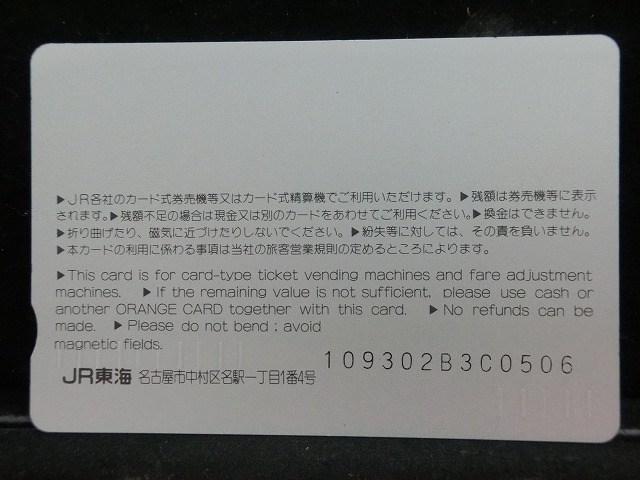 ▶JR各社のカード式券売機等又はカード式精算機でご利用いただけます。▶残額は券売機等に表示
されます。▶残額不足の場合は現金又は別のカードをあわせてご利用ください。▶換金はできません。
▶折り曲げたり、磁気に近づけたりしないでください。▶紛失等に対しては、その責を負いません。
▶本カードの利用に係わる事項は当社の旅客営業規則の定めるところによります。
▶This card is for card-type ticket vending machines and fare adjustment
machines. ▶If the remaining value is not sufficient, please use cash or
another ORANGE CARD together with this card. ▶No refunds can be
made. ▶Please do not bend; avoid
magnetic fields.
109302B3C0506
JR東海 名古屋市中村区名駅一丁目1番4号